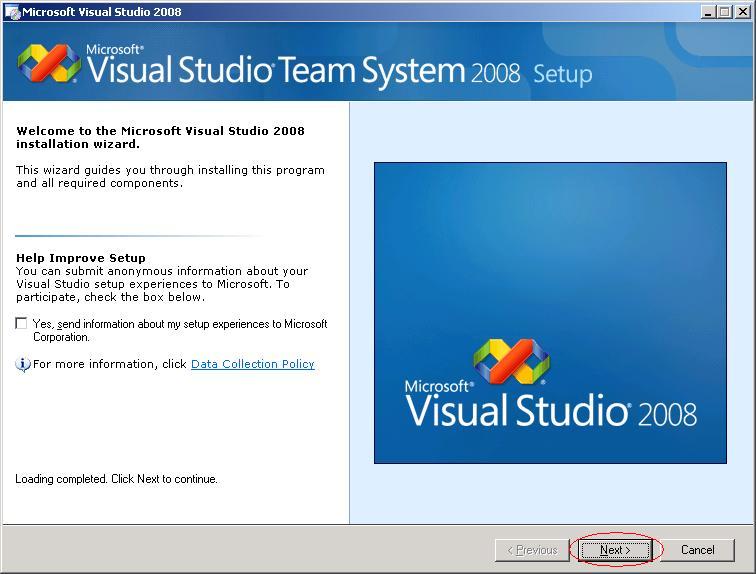 Microsoft Visual Studio 2008
Microsoft®
Visual Studio® Team System 2008 Setup
Welcome to the Microsoft Visual Studio 2008
installation wizard.
This wizard guides you through installing this program
and all required components.
Help Improve Setup
You can submit anonymous information about your
Visual Studio setup experiences to Microsoft. To
participate, check the box below.
Yes, send information about my setup experiences to Microsoft
Corporation.
For more information, click Data Collection Policy
Loading completed. Click Next to continue.
Microsoft®
Visual Studio® 2008
< Previous
Next >
Cancel